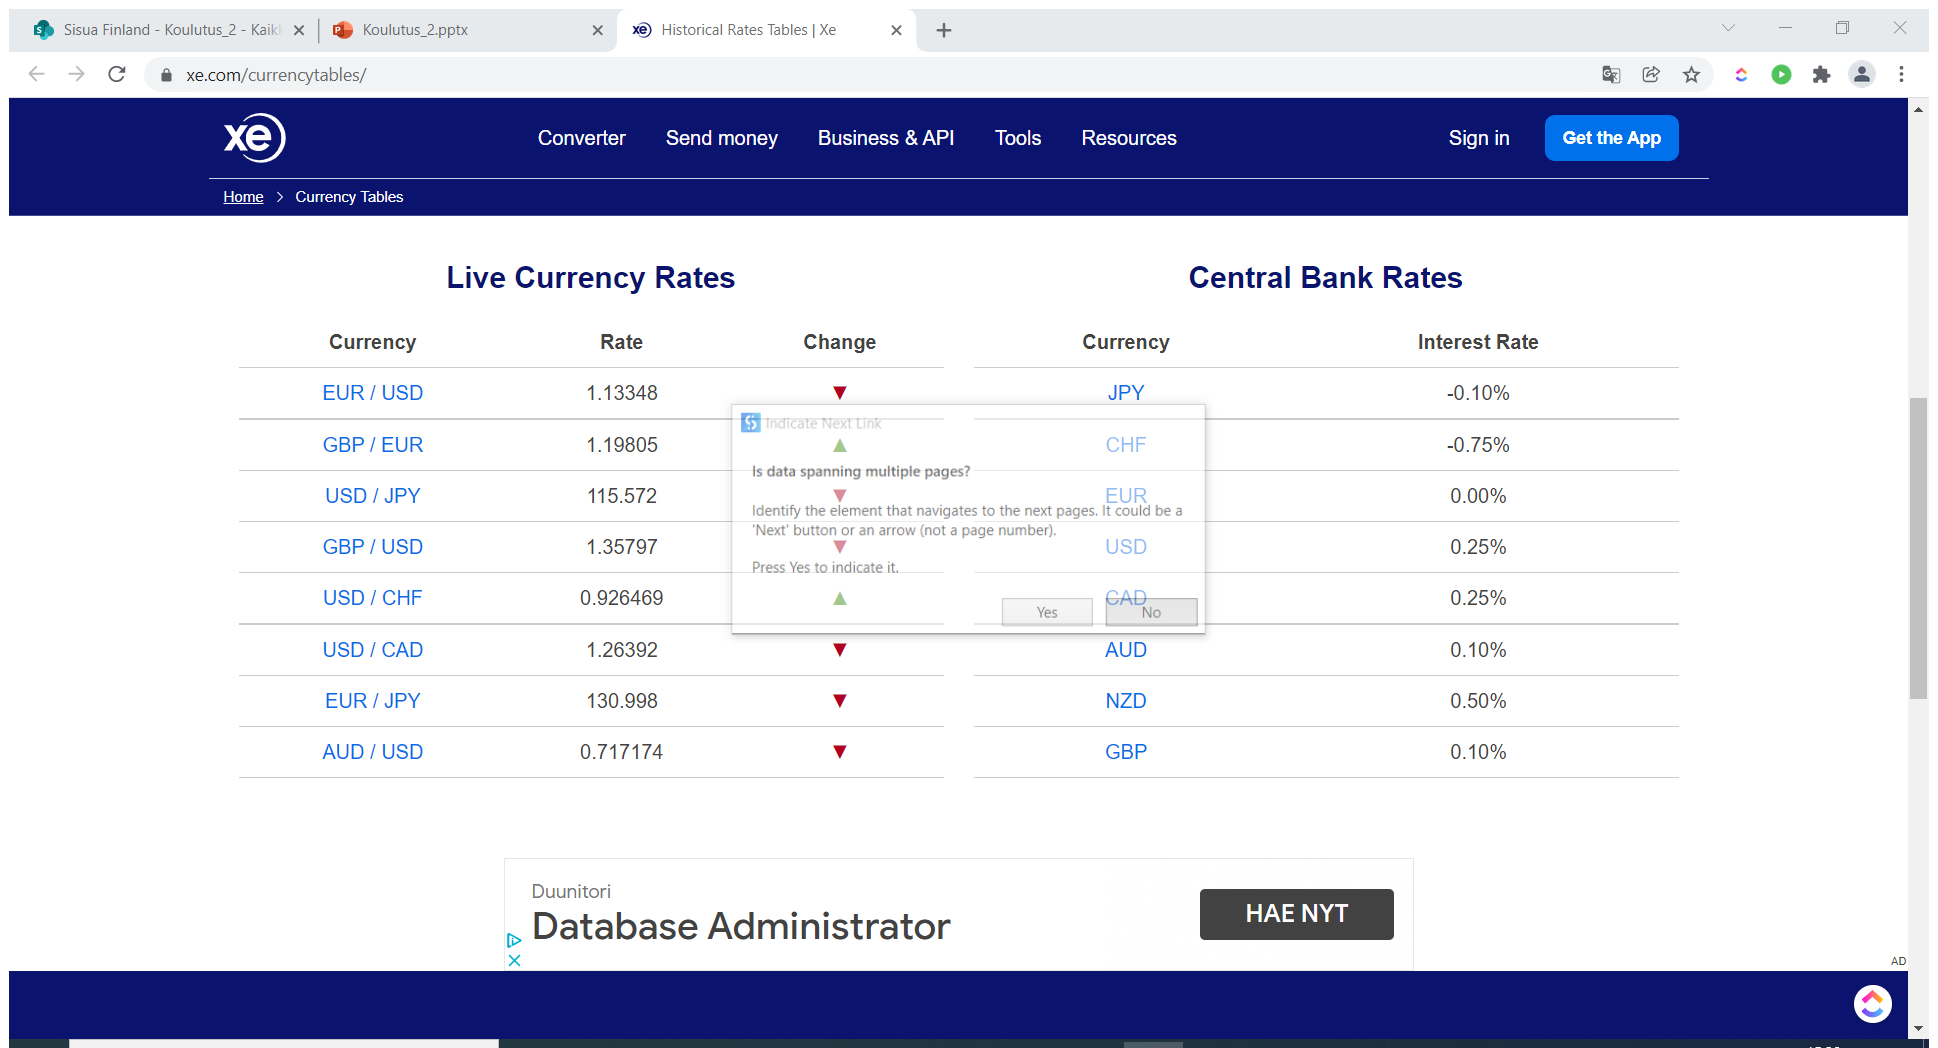 Sisua Finland - Koulutus_2 - Kaikk
Koulutus_2.pptx
Historical Rates Tables | Xe
xe.com/currencytables/
xe
Converter
Send money
Business & API
Tools
Resources
Sign in
Get the App
Home > Currency Tables
Live Currency Rates
Currency Rate Change
EUR / USD 1.13348 ▼
GBP / EUR 1.19805 ▲
USD / JPY 115.572 ▼
GBP / USD 1.35797 ▼
USD / CHF 0.926469 ▲
USD / CAD 1.26392 ▼
EUR / JPY 130.998 ▼
AUD / USD 0.717174 ▼
Central Bank Rates
Currency Interest Rate
JPY -0.10%
CHF -0.75%
EUR 0.00%
USD 0.25%
CAD 0.25%
AUD 0.10%
NZD 0.50%
GBP 0.10%
Indicate Next Link
Is data spanning multiple pages?
Identify the element that navigates to the next pages. It could be a
'Next' button or an arrow (not a page number).
Press Yes to indicate it.
Yes
No
Duunitori
Database Administrator
HAE NYT
AD